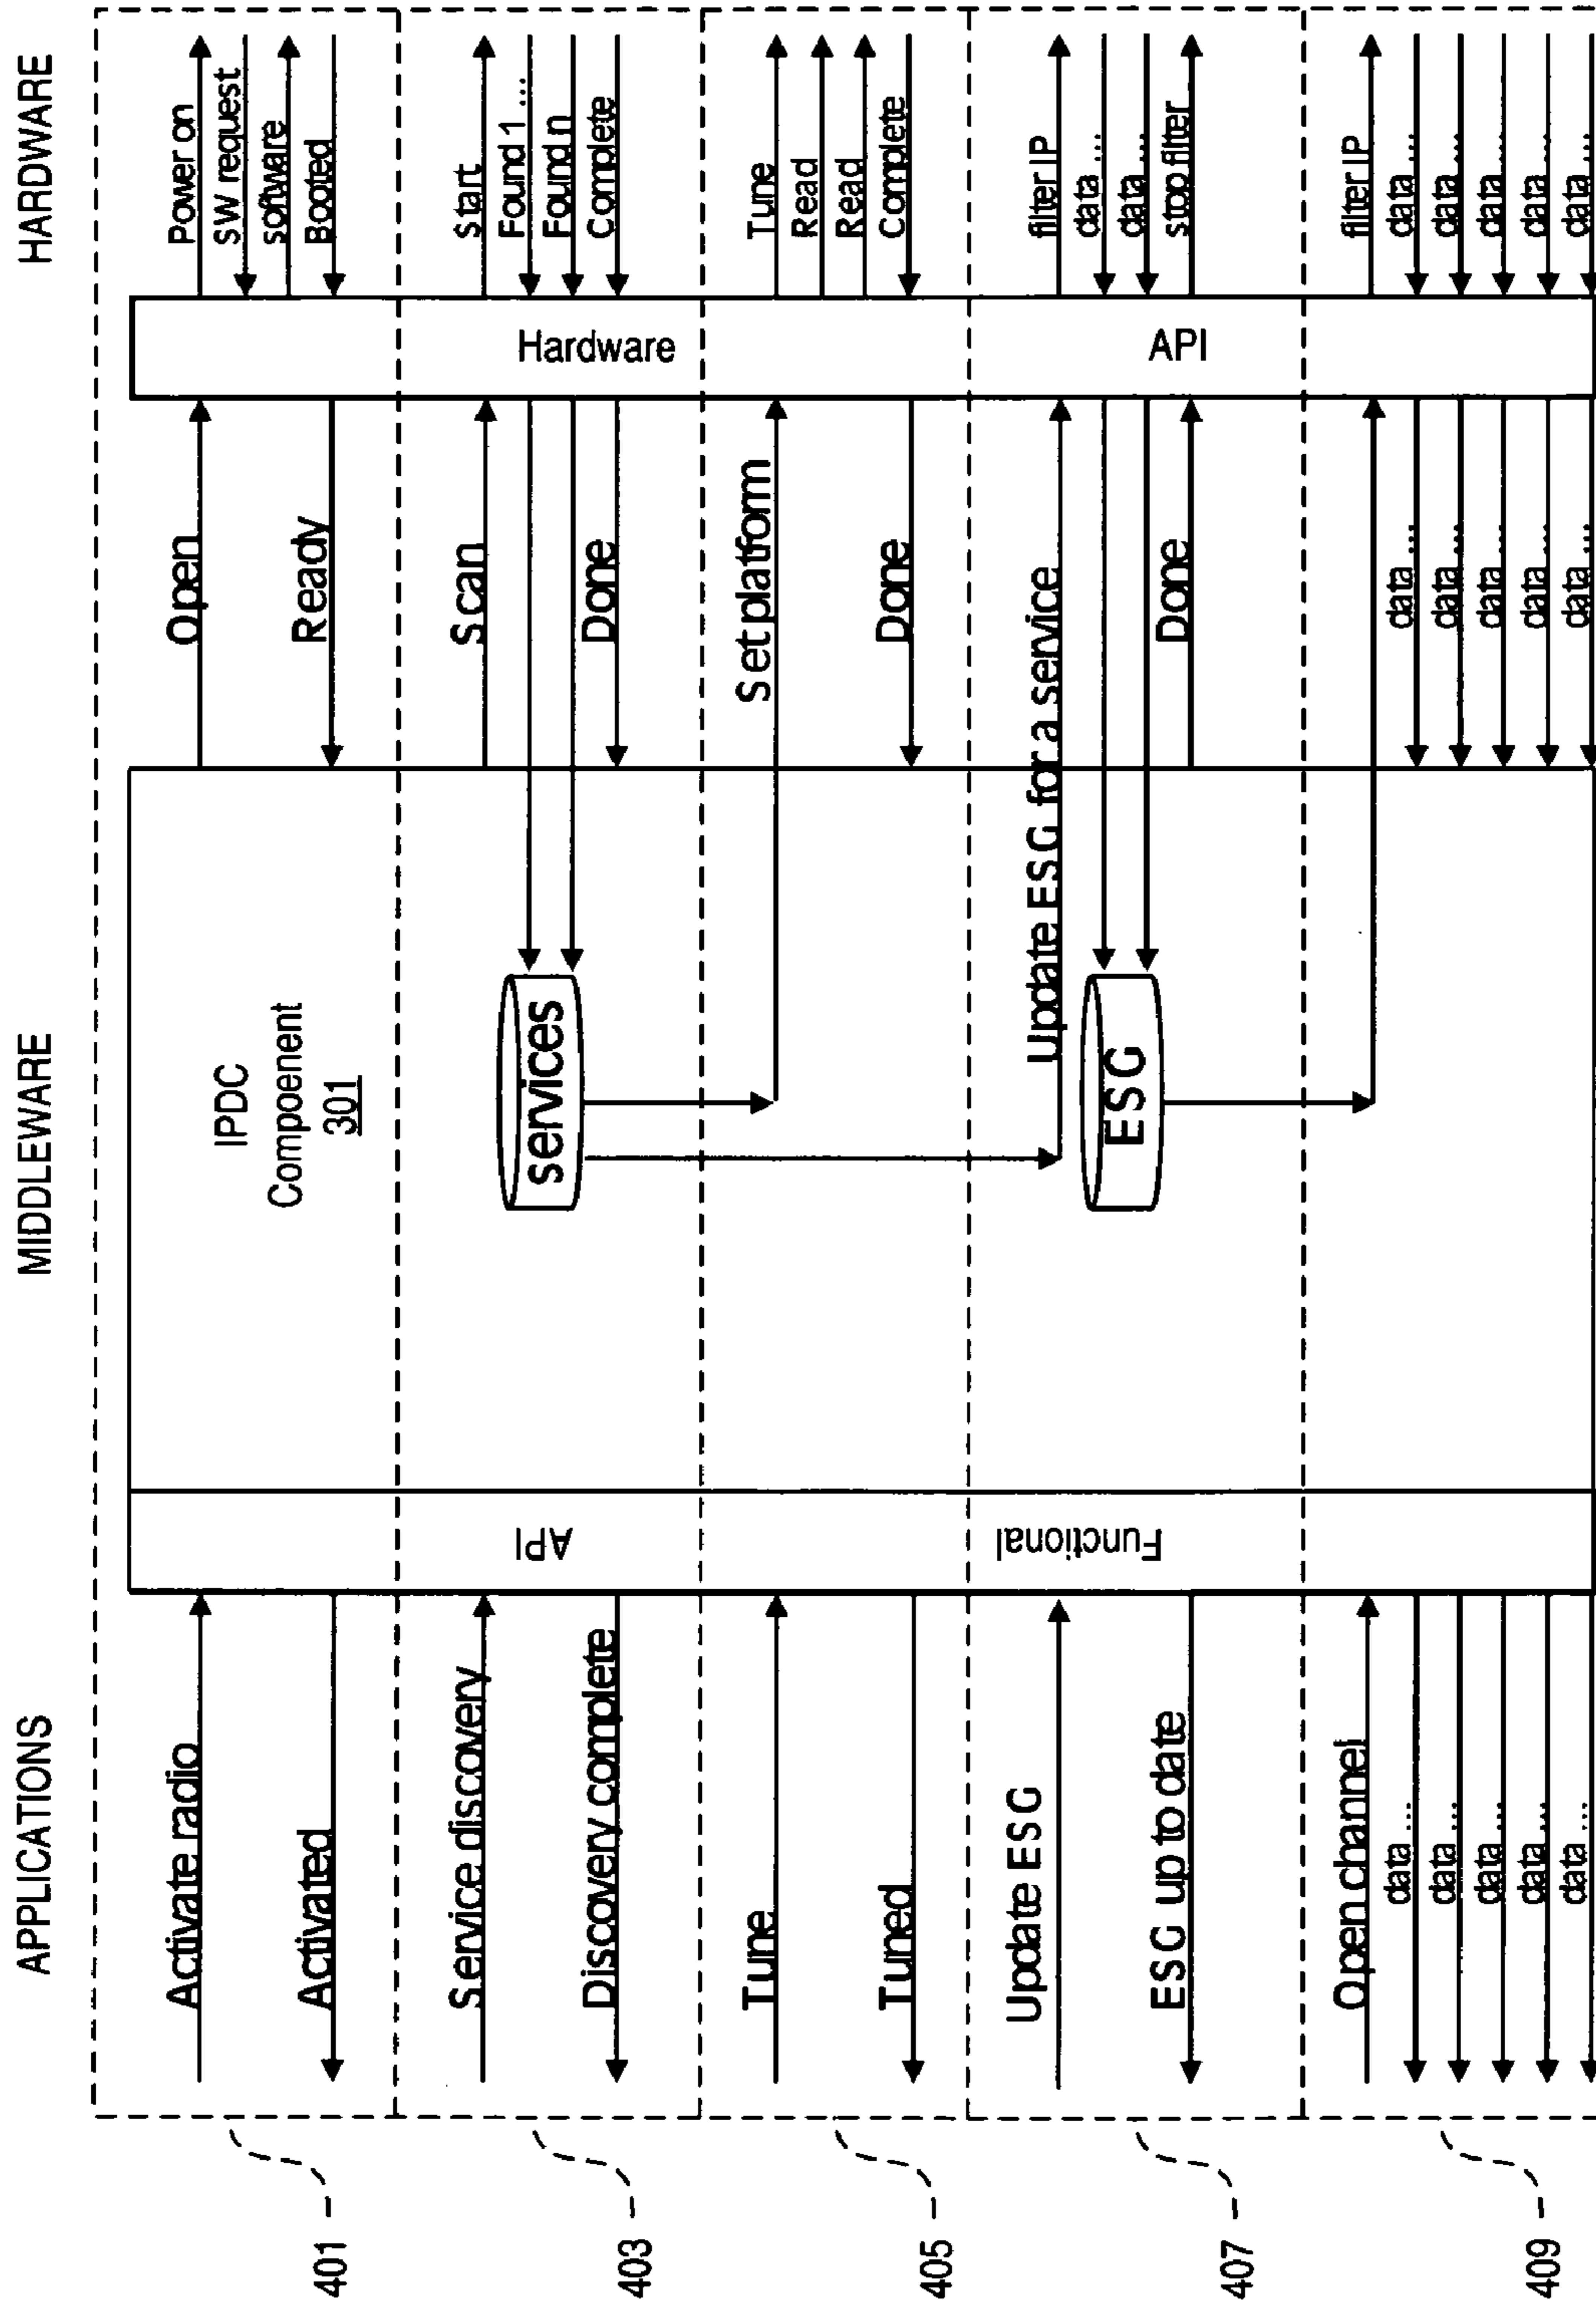 APPLICATIONS
MIDDLEWARE
HARDWARE
401
Activate radio
Activated
API
Functional
IPDC
Compoenent
301
Open
Ready
Hardware
API
Power on
SW request
software
Booted
403
Service discovery
Discovery complete
services
Scan
Done
Start
Found 1 ...
Found n
Complete
405
Tune
Tuned
Set platform
Done
Tune
Read
Read
Complete
407
Update ESG
ESG up to date
Update ESG for a service
ESG
Done
filter IP
data ...
data ...
stop filter
409
Open channel
data ...
data ...
data ...
data ...
data ...
data ...
data ...
data ...
data ...
data ...
filter IP
data ...
data ...
data ...
data ...
data ...